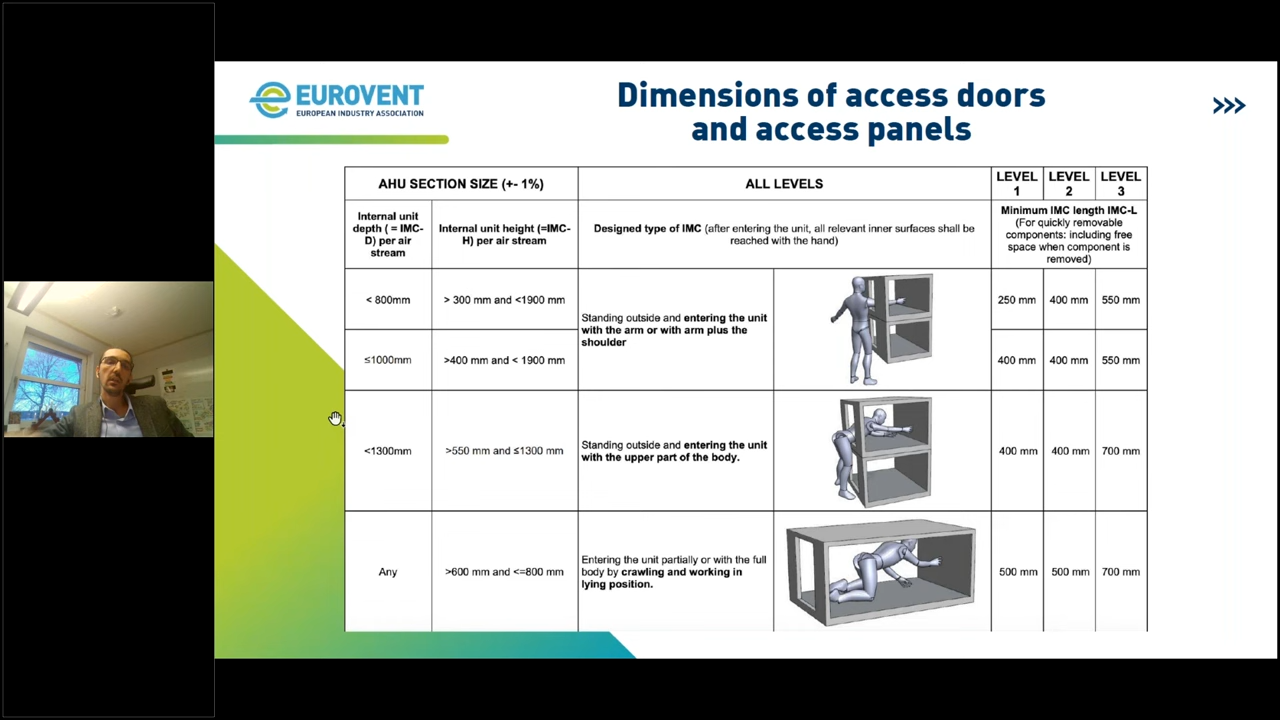 EUROVENT
EUROPEAN INDUSTRY ASSOCIATION
Dimensions of access doors
and access panels
AHU SECTION SIZE (+- 1%)
ALL LEVELS
LEVEL
1
LEVEL
2
LEVEL
3
Internal unit
depth ( = IMC-
D) per air
stream
Internal unit height (=IMC-
H) per air stream
Designed type of IMC (after entering the unit, all relevant inner surfaces shall be
reached with the hand)
Minimum IMC length IMC-L
(For quickly removable
components: including free
space when component is
removed)
< 800mm
> 300 mm and <1900 mm
Standing outside and entering the unit
with the arm or with arm plus the
shoulder
250 mm
400 mm
550 mm
≤1000mm
>400 mm and < 1900 mm
400 mm
400 mm
550 mm
<1300mm
>550 mm and ≤1300 mm
Standing outside and entering the unit
with the upper part of the body.
400 mm
400 mm
700 mm
Any
>600 mm and <=800 mm
Entering the unit partially or with the full
body by crawling and working in
lying position.
500 mm
500 mm
700 mm